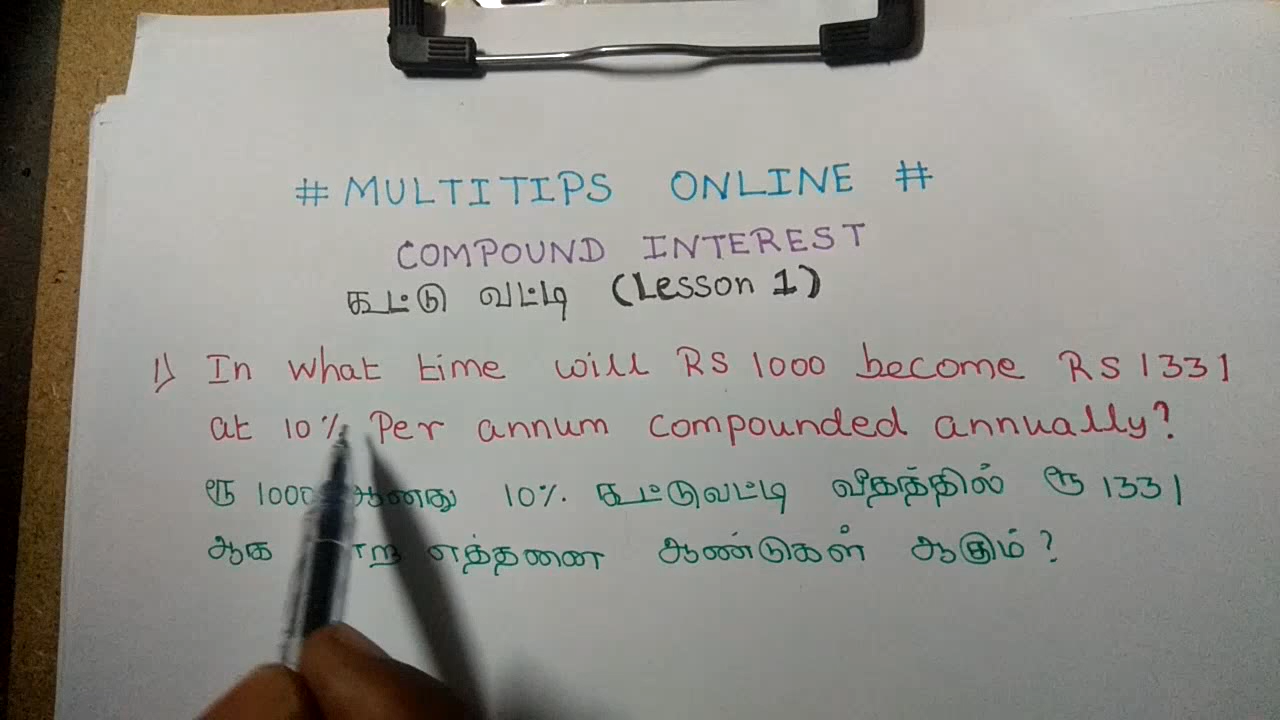 # MULTITIPS ONLINE #
COMPOUND INTEREST
கூட்டு வட்டி (Lesson 1)
1) In what time will RS 1000 become RS 1331
at 10% Per annum compounded annually?
ரூ 1000 ஆனது 10%. கூட்டுவட்டி வீதத்தில் ரூ 1331
ஆக எத்தனை ஆண்டுகள் ஆகும்?